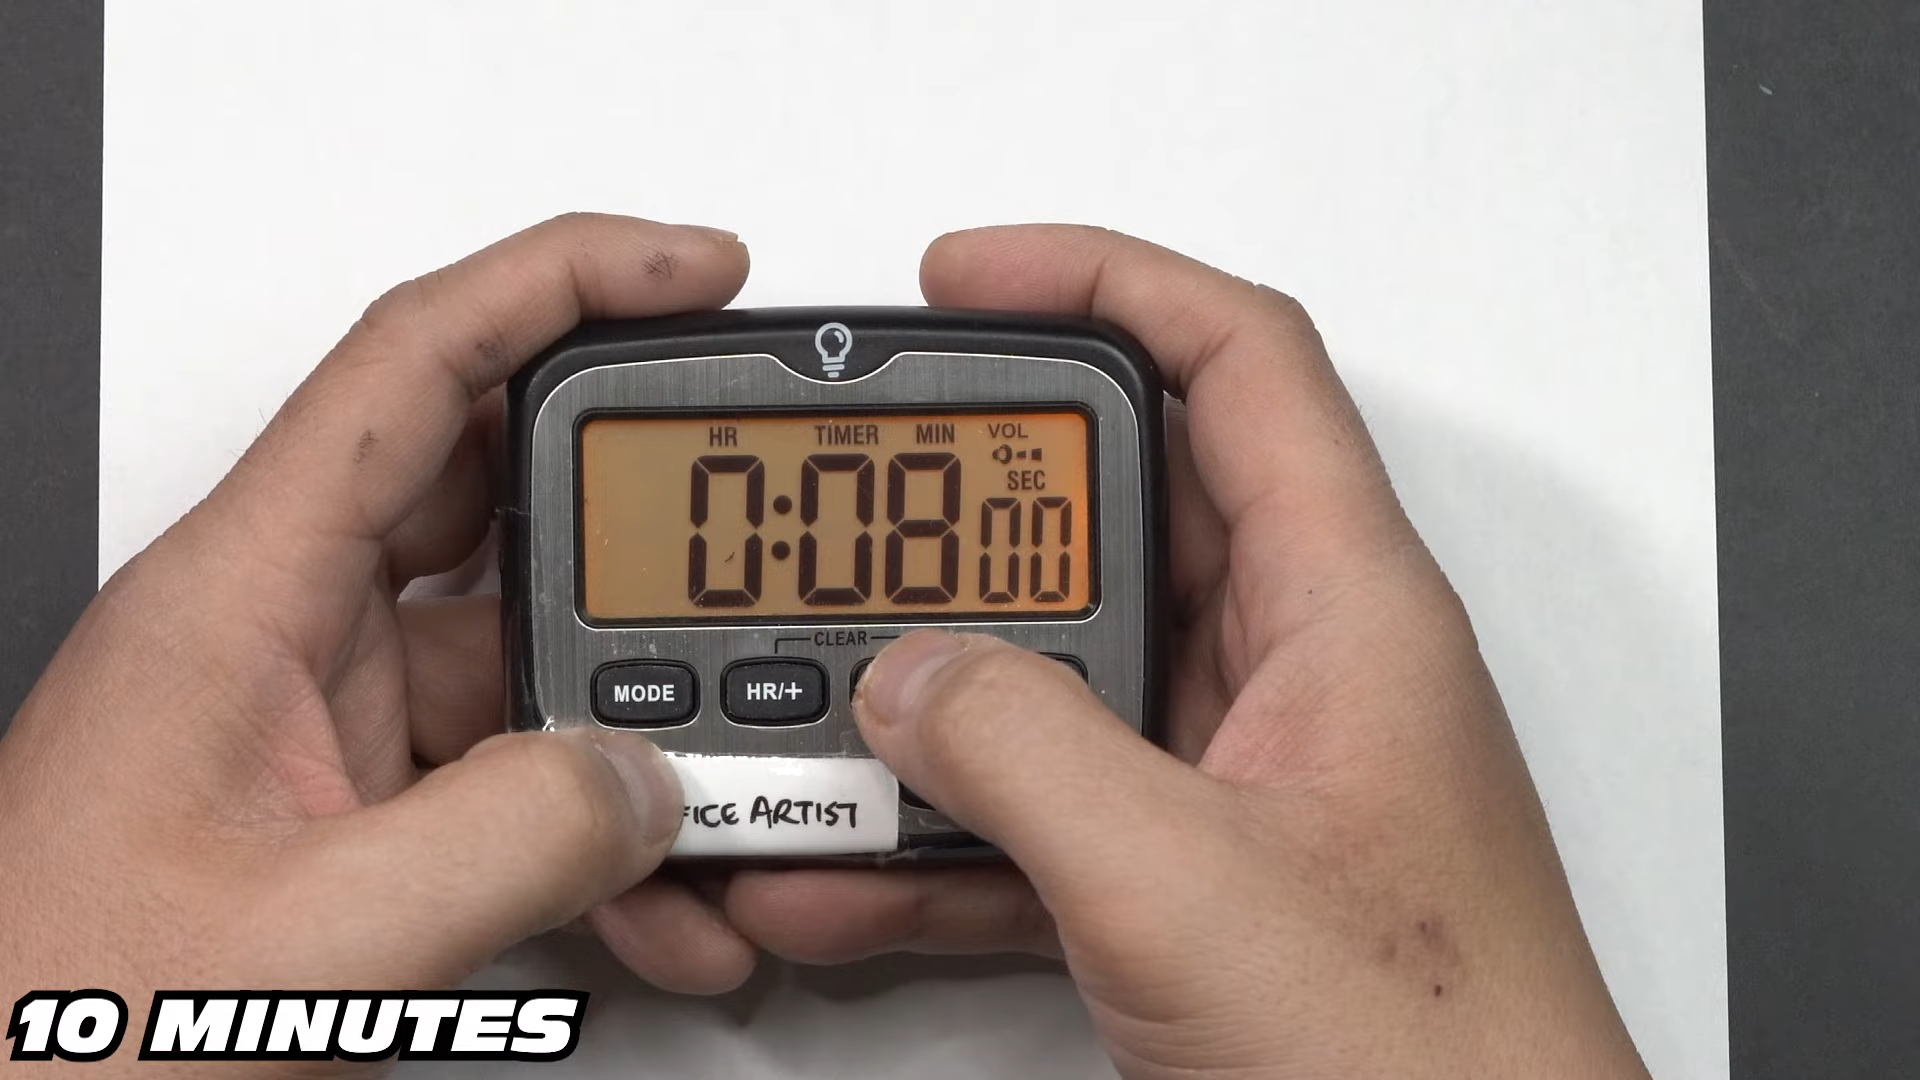 HR TIMER MIN VOL
SEC
0:08 00
CLEAR
MODE HR/+
FICE ARTIST
10 MINUTES